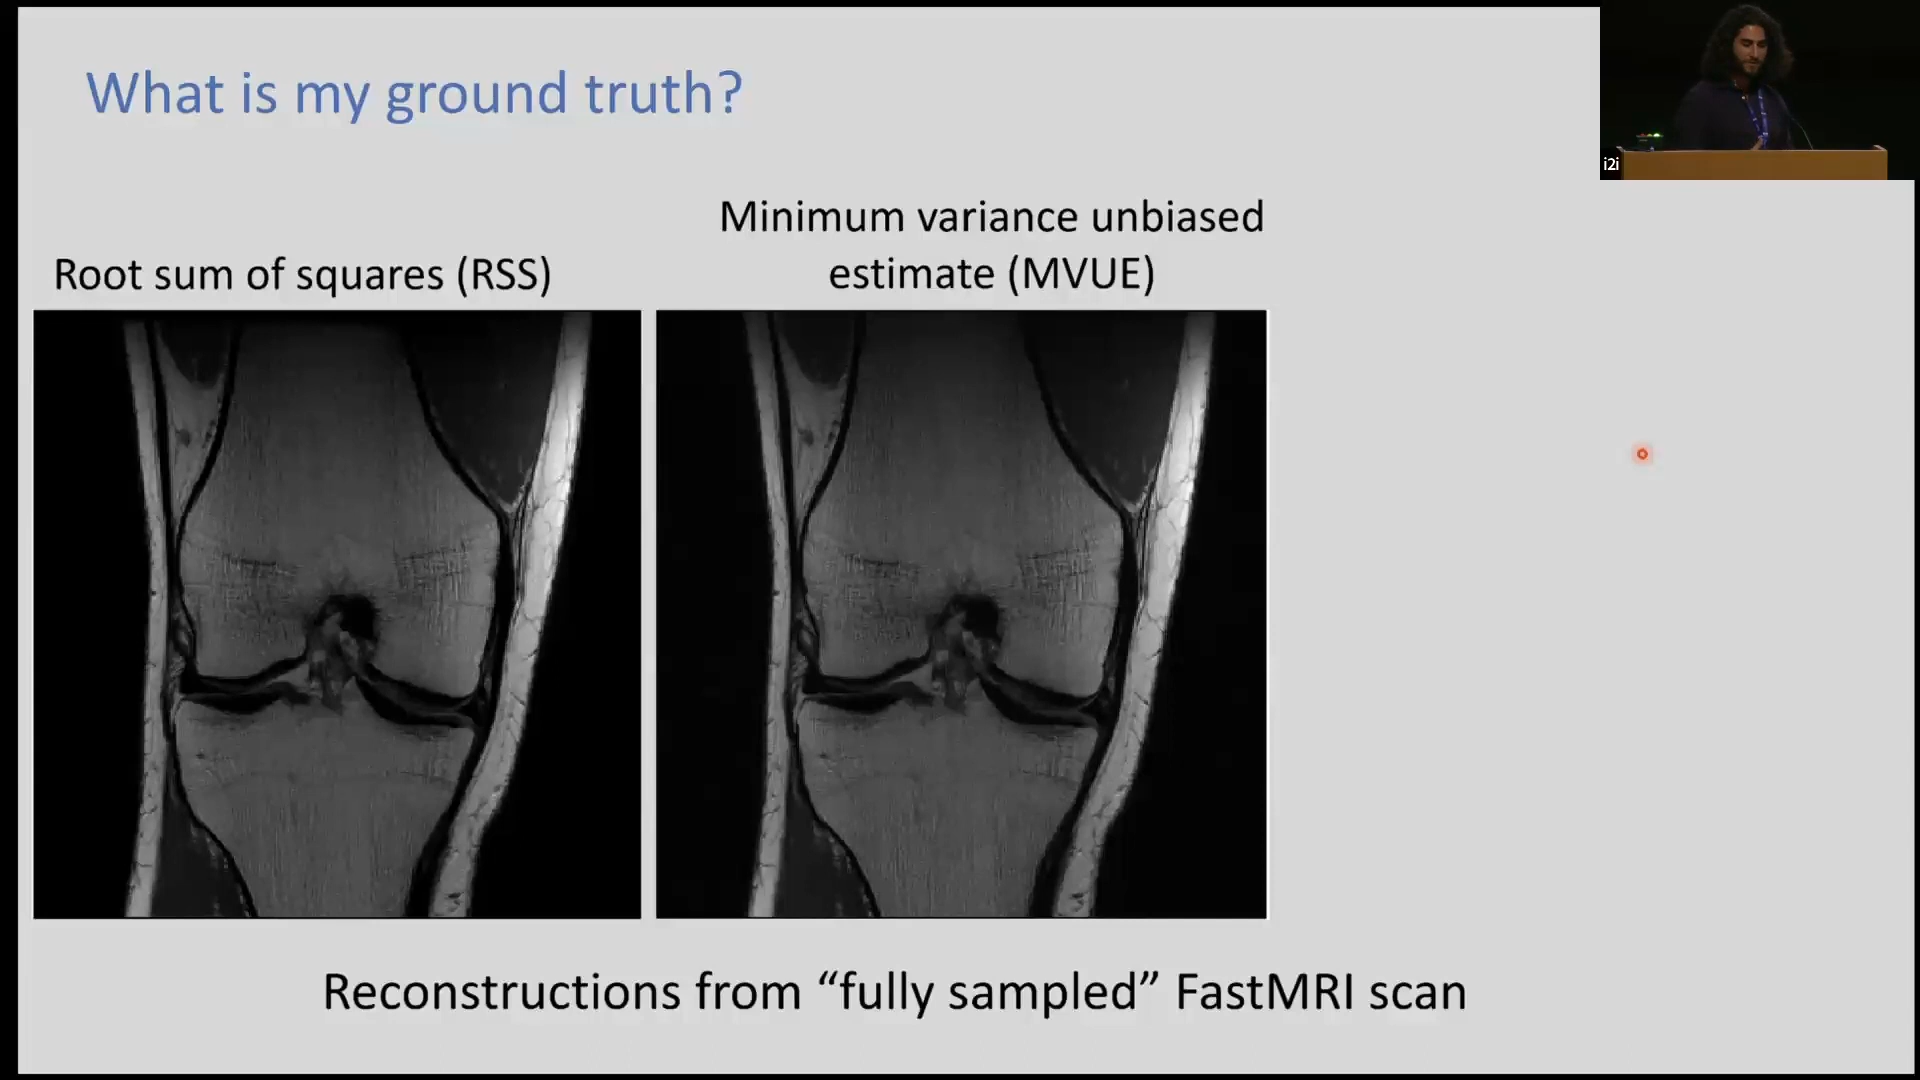 What is my ground truth?
i2i
Root sum of squares (RSS)
Minimum variance unbiased
estimate (MVUE)
Reconstructions from “fully sampled” FastMRI scan